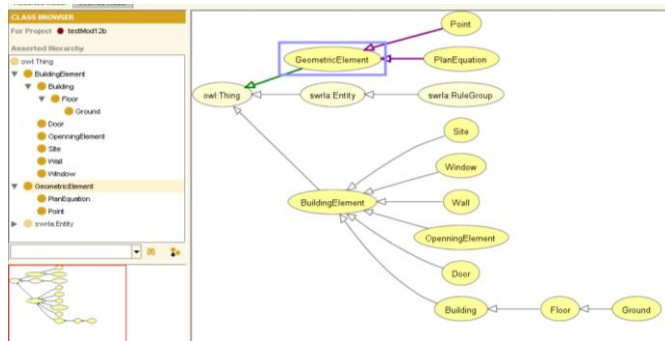 CLASS BROWSER
For Project testMod12b
Asserted Hierarchy
owl:Thing
BuildingElement
Building
Floor
Ground
Door
OpenningElement
Site
Wall
Window
GeometricElement
PlanEquation
Point
swrla:Entity
Point
GeometricElement
PlanEquation
owl:Thing
swrla:Entity
swrla:RuleGroup
Site
Window
BuildingElement
Wall
OpenningElement
Door
Building
Floor
Ground